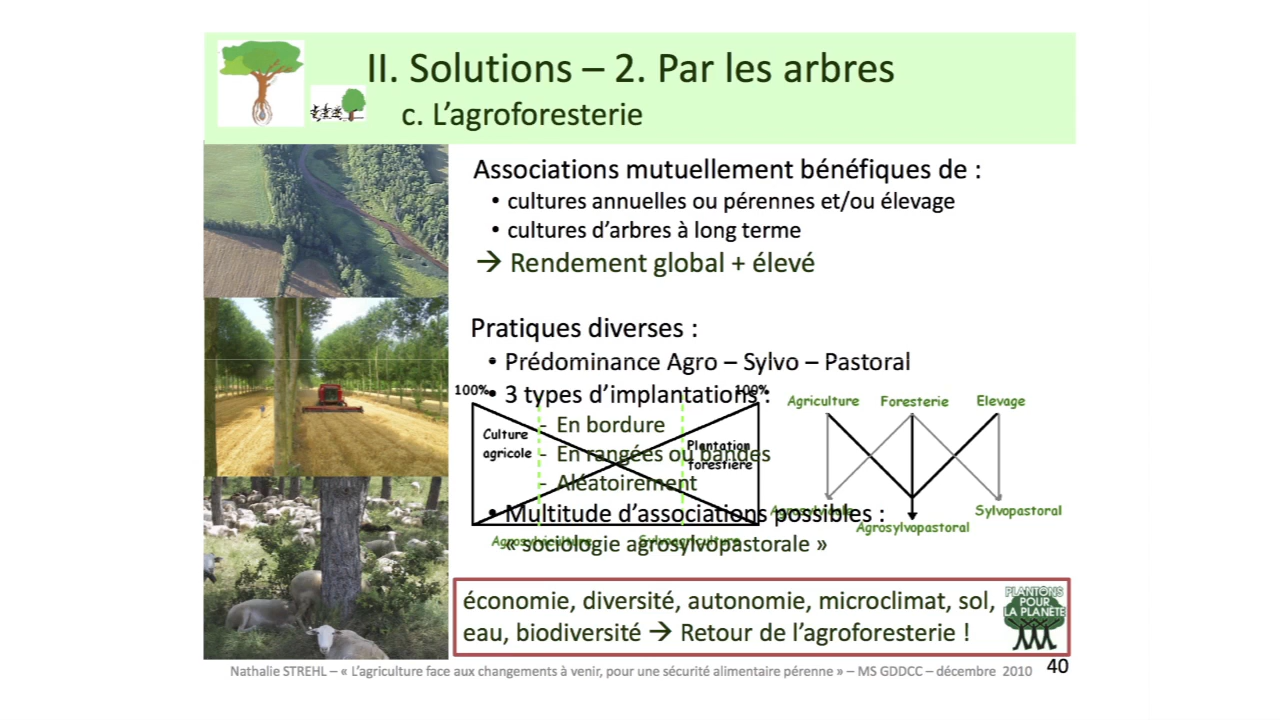 II. Solutions – 2. Par les arbres
c. L’agroforesterie
Associations mutuellement bénéfiques de :
• cultures annuelles ou pérennes et/ou élevage
• cultures d’arbres à long terme
→ Rendement global + élevé
Pratiques diverses :
• Prédominance Agro – Sylvo – Pastoral
• 3 types d’implantations :
- En bordure
- En rangées ou bandes
- Aléatoirement
• Multitude d’associations possibles :
« sociologie agrosylvopastorale »
100%
100%
Culture
agricole
Plantation
forestière
Agriculture Foresterie Elevage
Sylvopastoral
Agrosylvopastoral
économie, diversité, autonomie, microclimat, sol,
eau, biodiversité → Retour de l’agroforesterie !
PLANTONS
POUR
LA PLANÈTE
Nathalie STREHL – « L’agriculture face aux changements à venir, pour une sécurité alimentaire pérenne » – MS GDDCC – décembre 2010
40